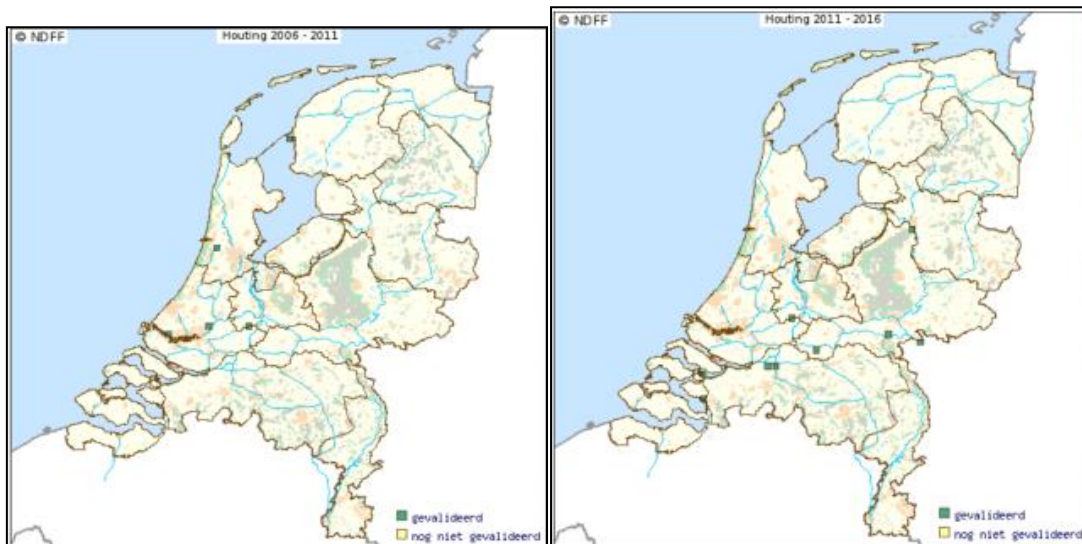 © NDFF
Houting 2006 - 2011
gevalideerd
nog niet gevalideerd
© NDFF
Houting 2011 - 2016
gevalideerd
nog niet gevalideerd